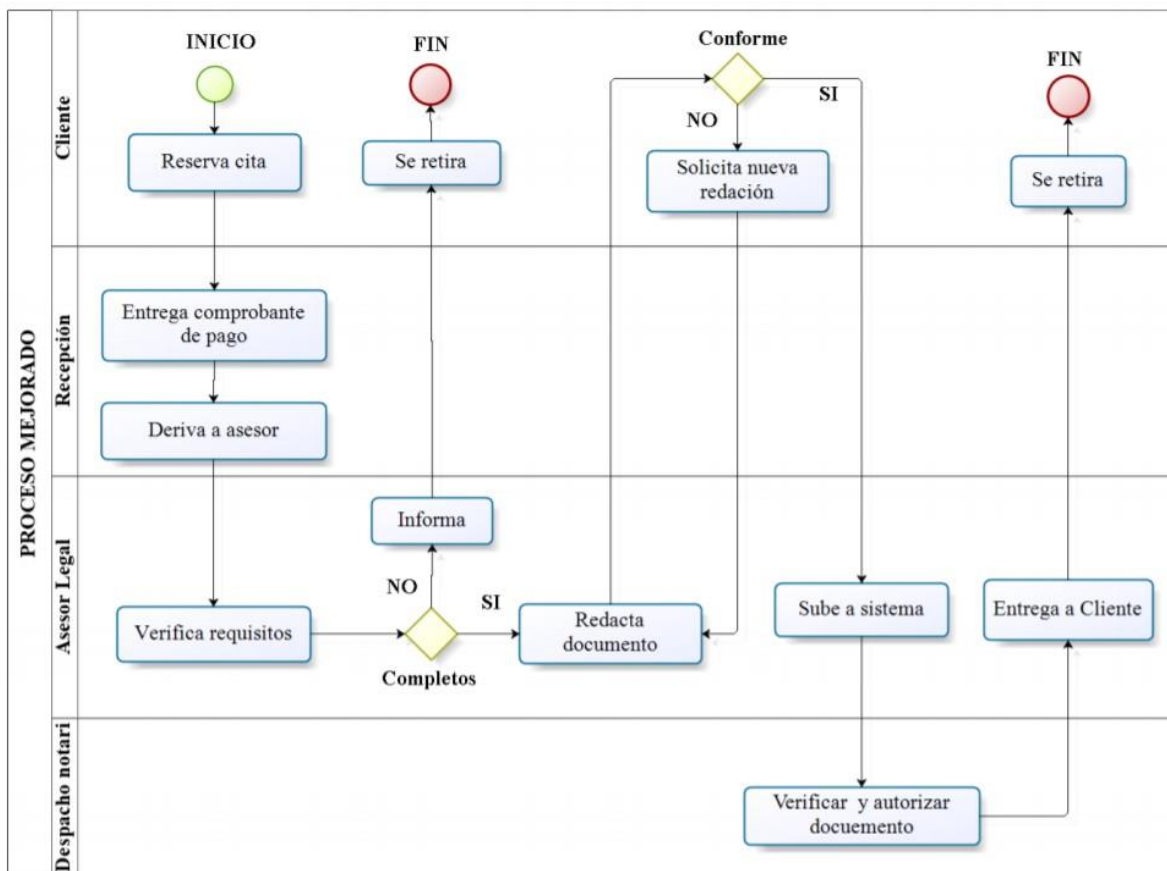 PROCESO MEJORADO
Cliente
INICIO
Reserva cita
FIN
Se retira
Conforme
SI
NO
Solicita nueva
redación
FIN
Se retira
Recepción
Entrega comprobante
de pago
Deriva a asesor
Asesor Legal
Verifica requisitos
Informa
NO
SI
Completos
Redacta
documento
Sube a sistema
Entrega a Cliente
Despacho notari
Verificar y autorizar
docuemento